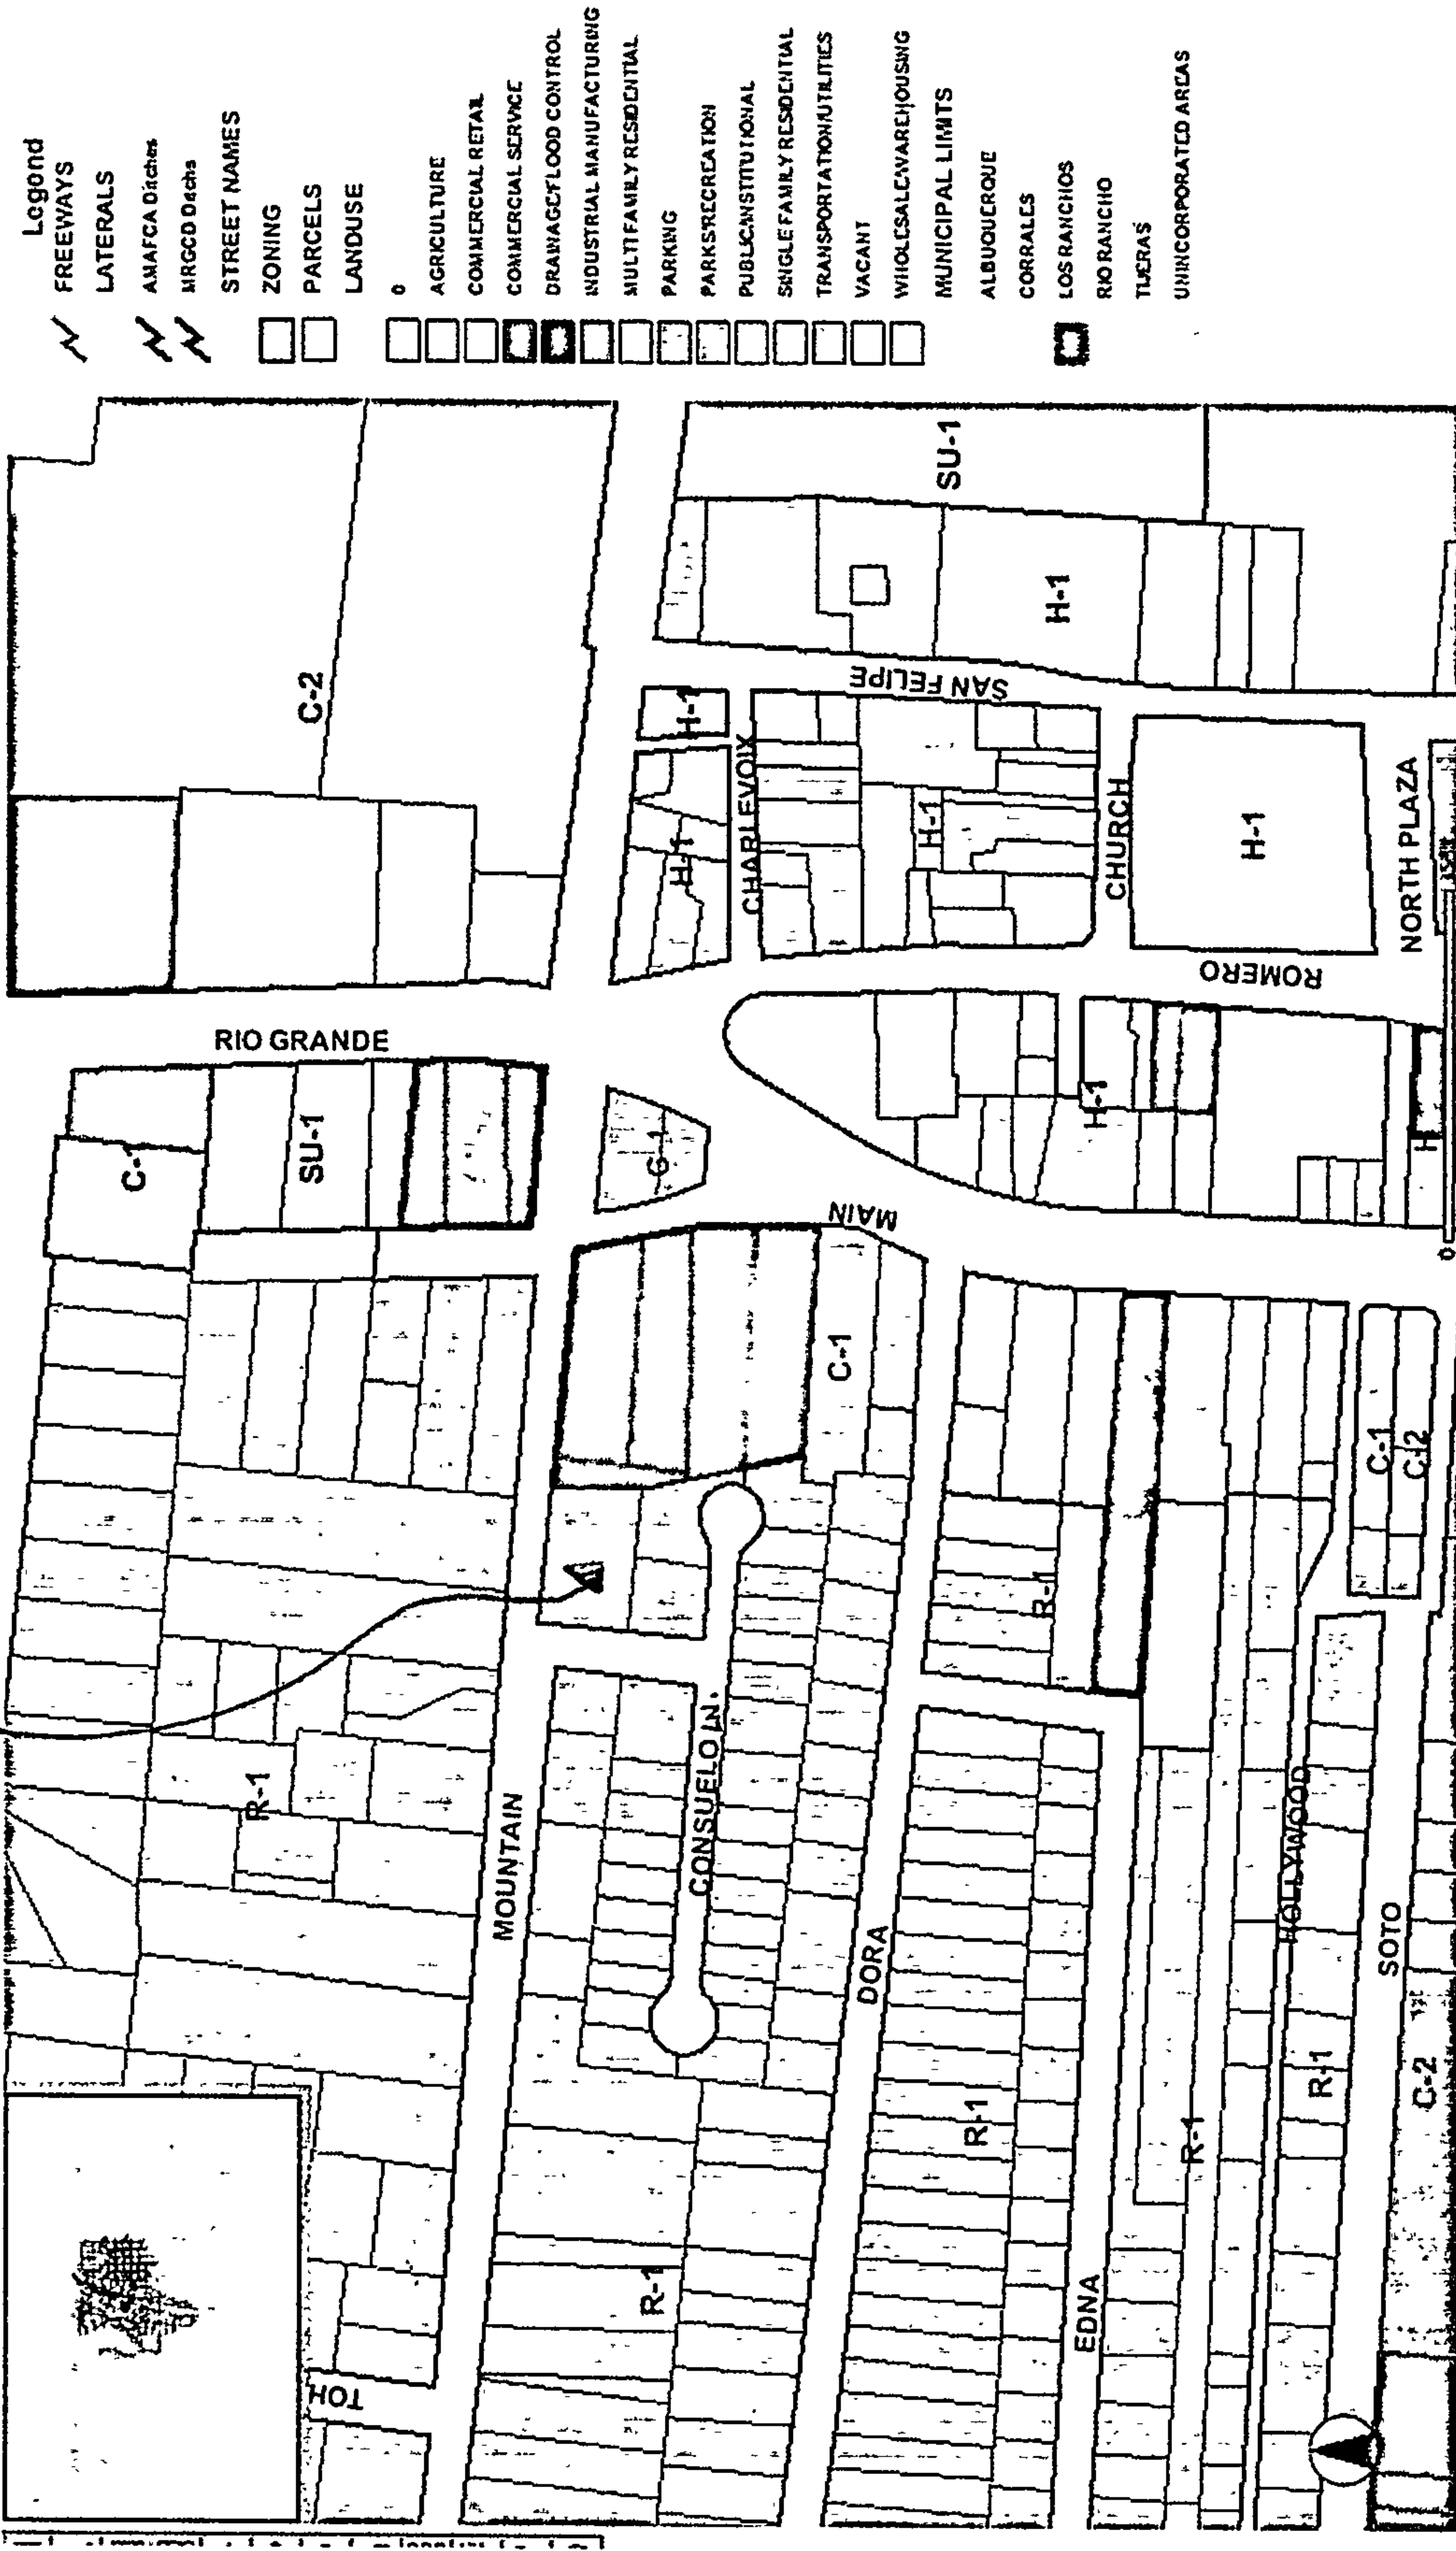 Legond
FREEWAYS
LATERALS
AMAFCA Ditches
MRGCD Ditchs
STREET NAMES
ZONING
PARCELS
LANDUSE
0
AGRICULTURE
COMMERCIAL RETAIL
COMMERCIAL SERVICE
DRAINAGE/FLOOD CONTROL
INDUSTRIAL MANUFACTURING
MULTI FAMILY RESIDENTIAL
PARKING
PARKS/RECREATION
PUBLIC/INSTITUTIONAL
SINGLE FAMILY RESIDENTIAL
TRANSPORTATION/UTILITIES
VACANT
WHOLESALE/WAREHOUSING
MUNICIPAL LIMITS
ALBUQUERQUE
CORRALES
LOS RANCHOS
RIO RANCHO
TIJERAS
UNINCORPORATED AREAS
C-2
SU-1
H-1
SAN FELIPE
H-1
H-1
CHARLEVOIX
H-1
CHURCH
H-1
NORTH PLAZA
ROMERO
RIO GRANDE
C-1
SU-1
C-1
H-1
H
0
MAIN
C-1
C-1
C-2
R-1
R-1
MOUNTAIN
CONSUELO LN.
DORA
HOLLYWOOD
SOTO
R-1
R-1
R-1
C-2
R-1
EDNA
TOH